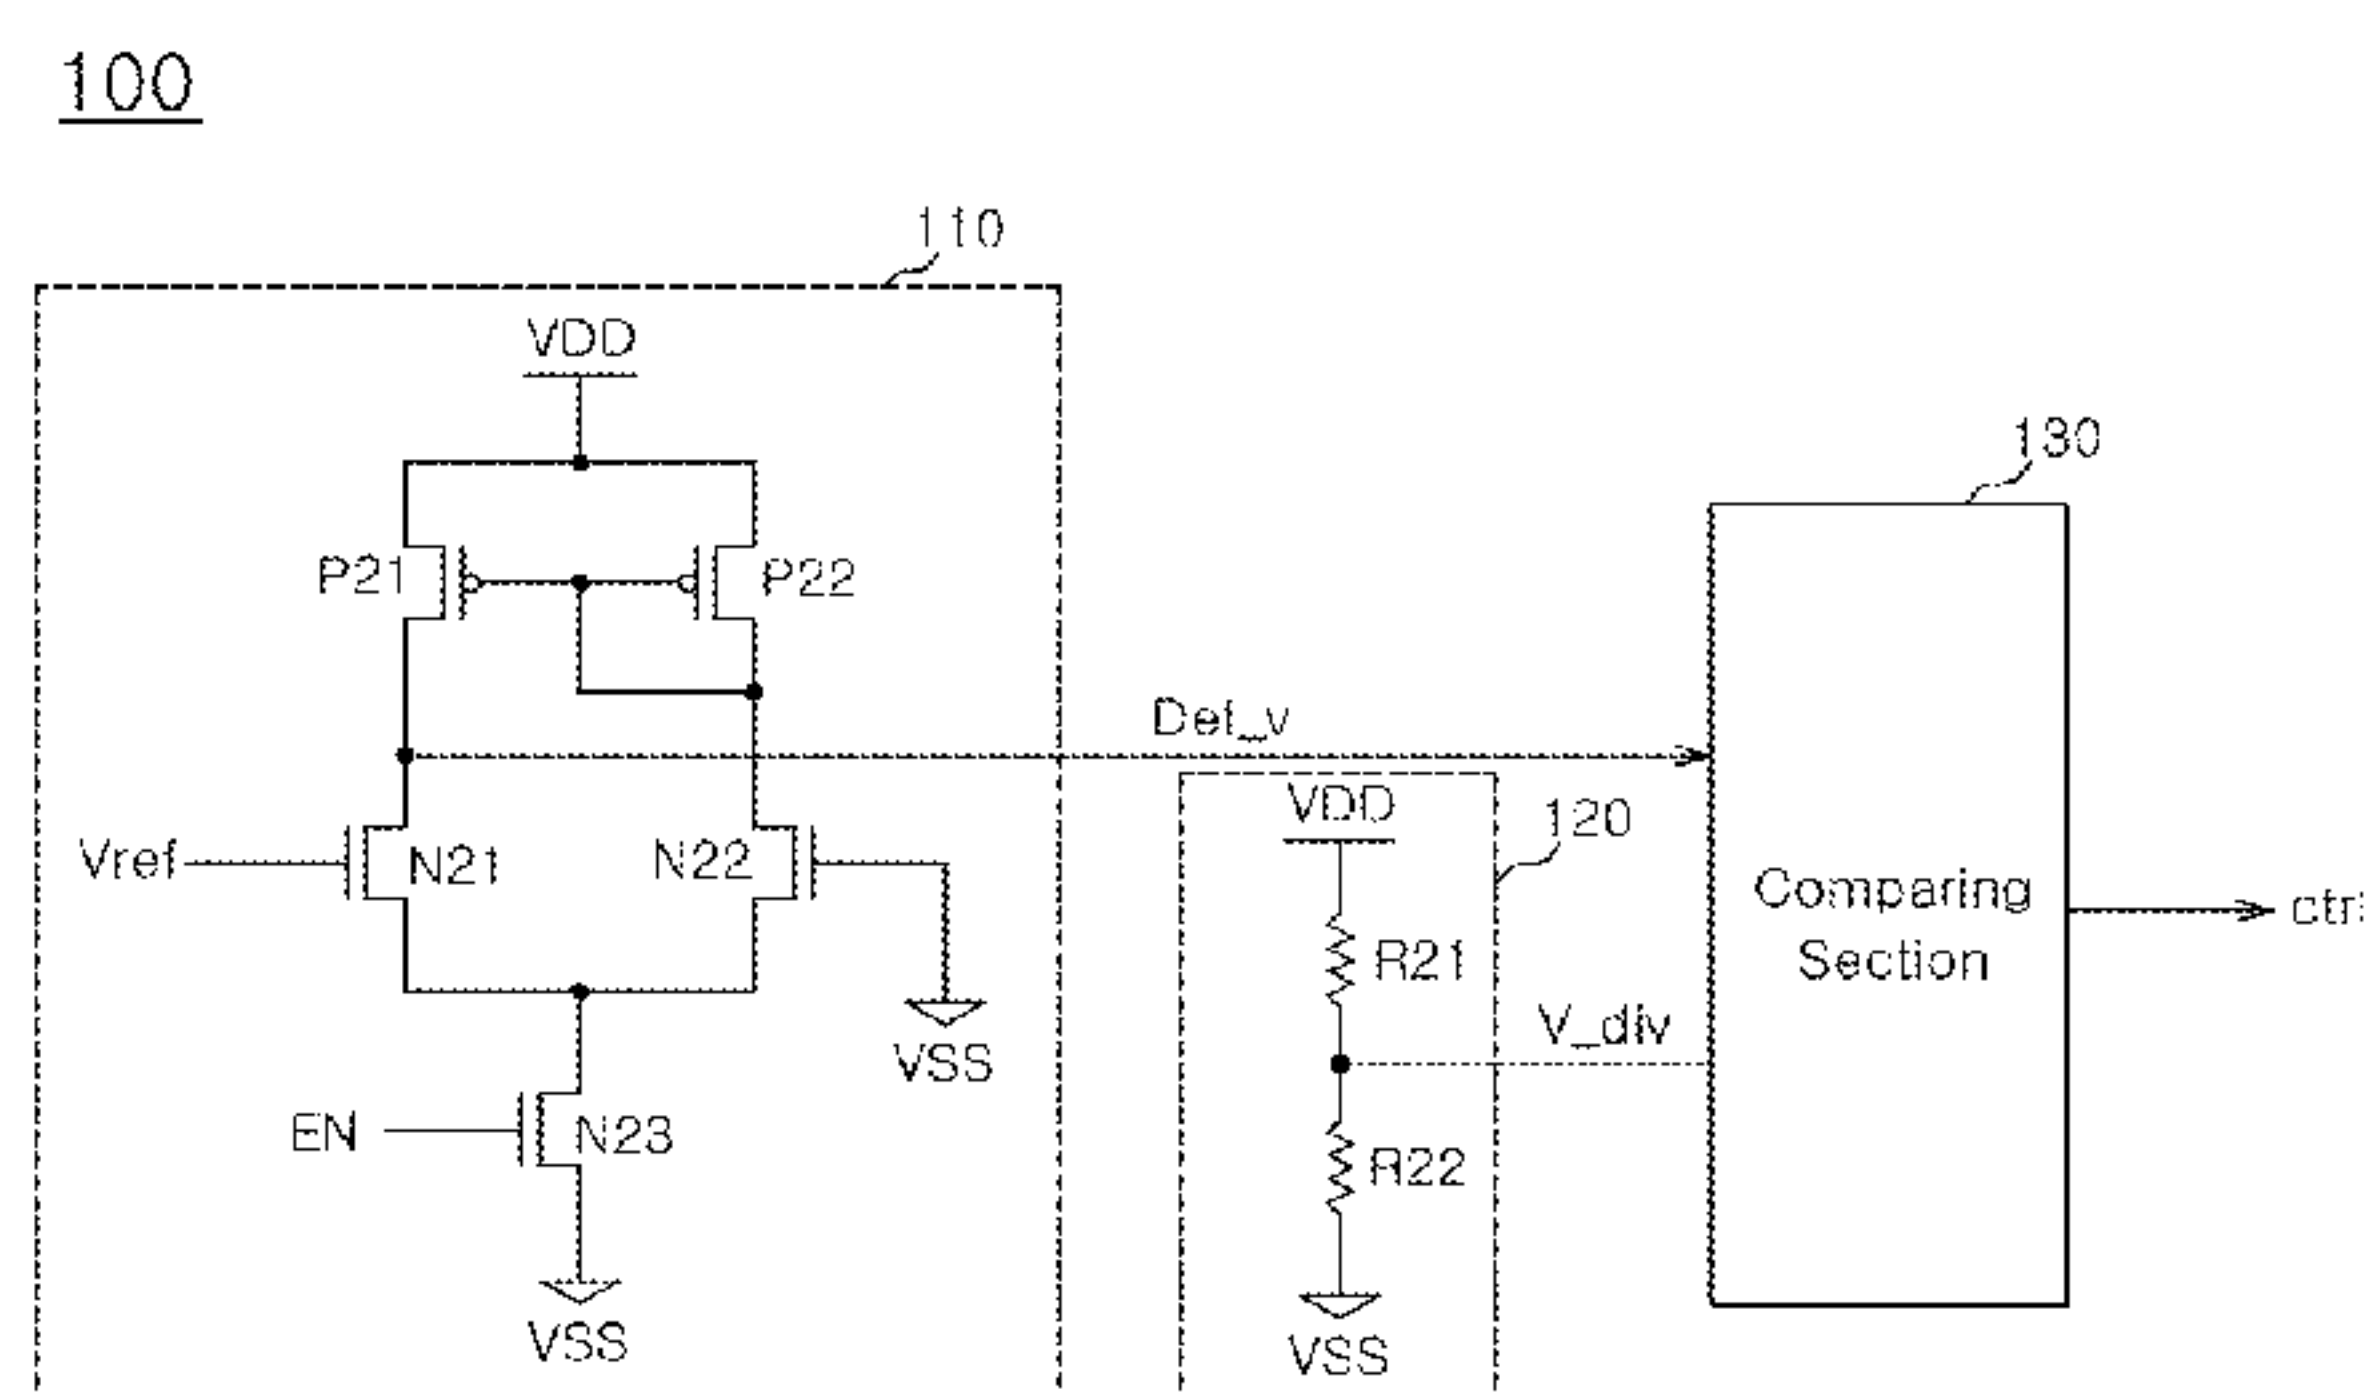 100
110
VDD
130
P21
P22
Det_v
VDD
120
Vref
N21
N22
Comparing
Section
ctrl
R21
V_div
VSS
EN
N23
R22
VSS
VSS